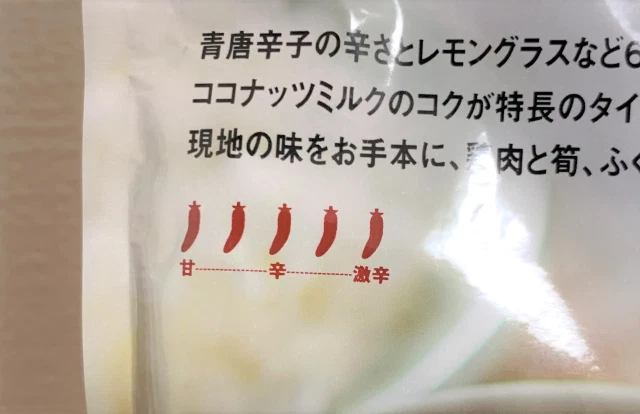 青唐辛子の辛さとレモングラスなど6
ココナッツミルクのコクが特長のタイ
現地の味をお手本に、鶏肉と筍、ふく
甘 辛 激辛